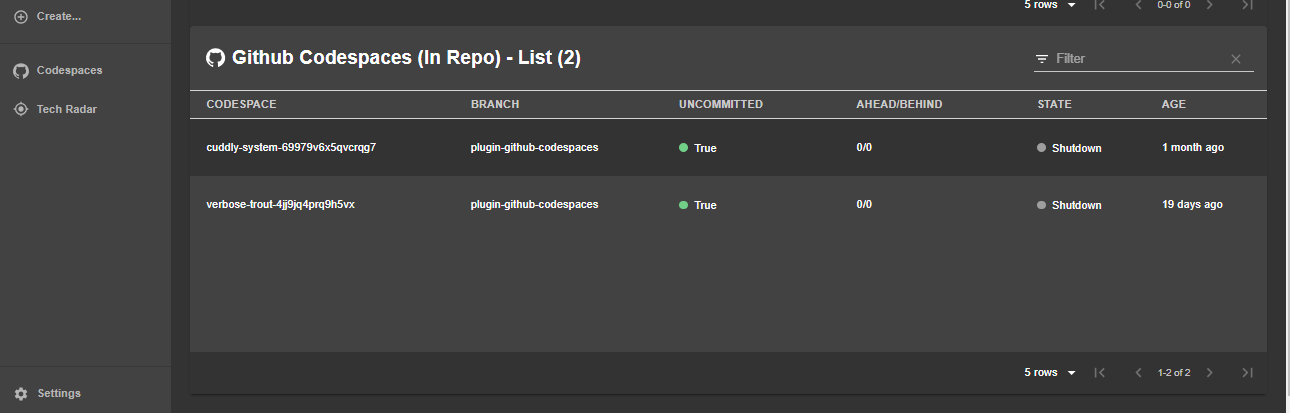 Create...
Codespaces
Tech Radar
Settings
5 rows 0-0 of 0
Github Codespaces (In Repo) - List (2)
Filter
CODESPACE BRANCH UNCOMMITTED AHEAD/BEHIND STATE AGE
cuddly-system-69979v6x5qvcrqg7 plugin-github-codespaces True 0/0 Shutdown 1 month ago
verbose-trout-4jj9jq4prq9h5vx plugin-github-codespaces True 0/0 Shutdown 19 days ago
5 rows 1-2 of 2